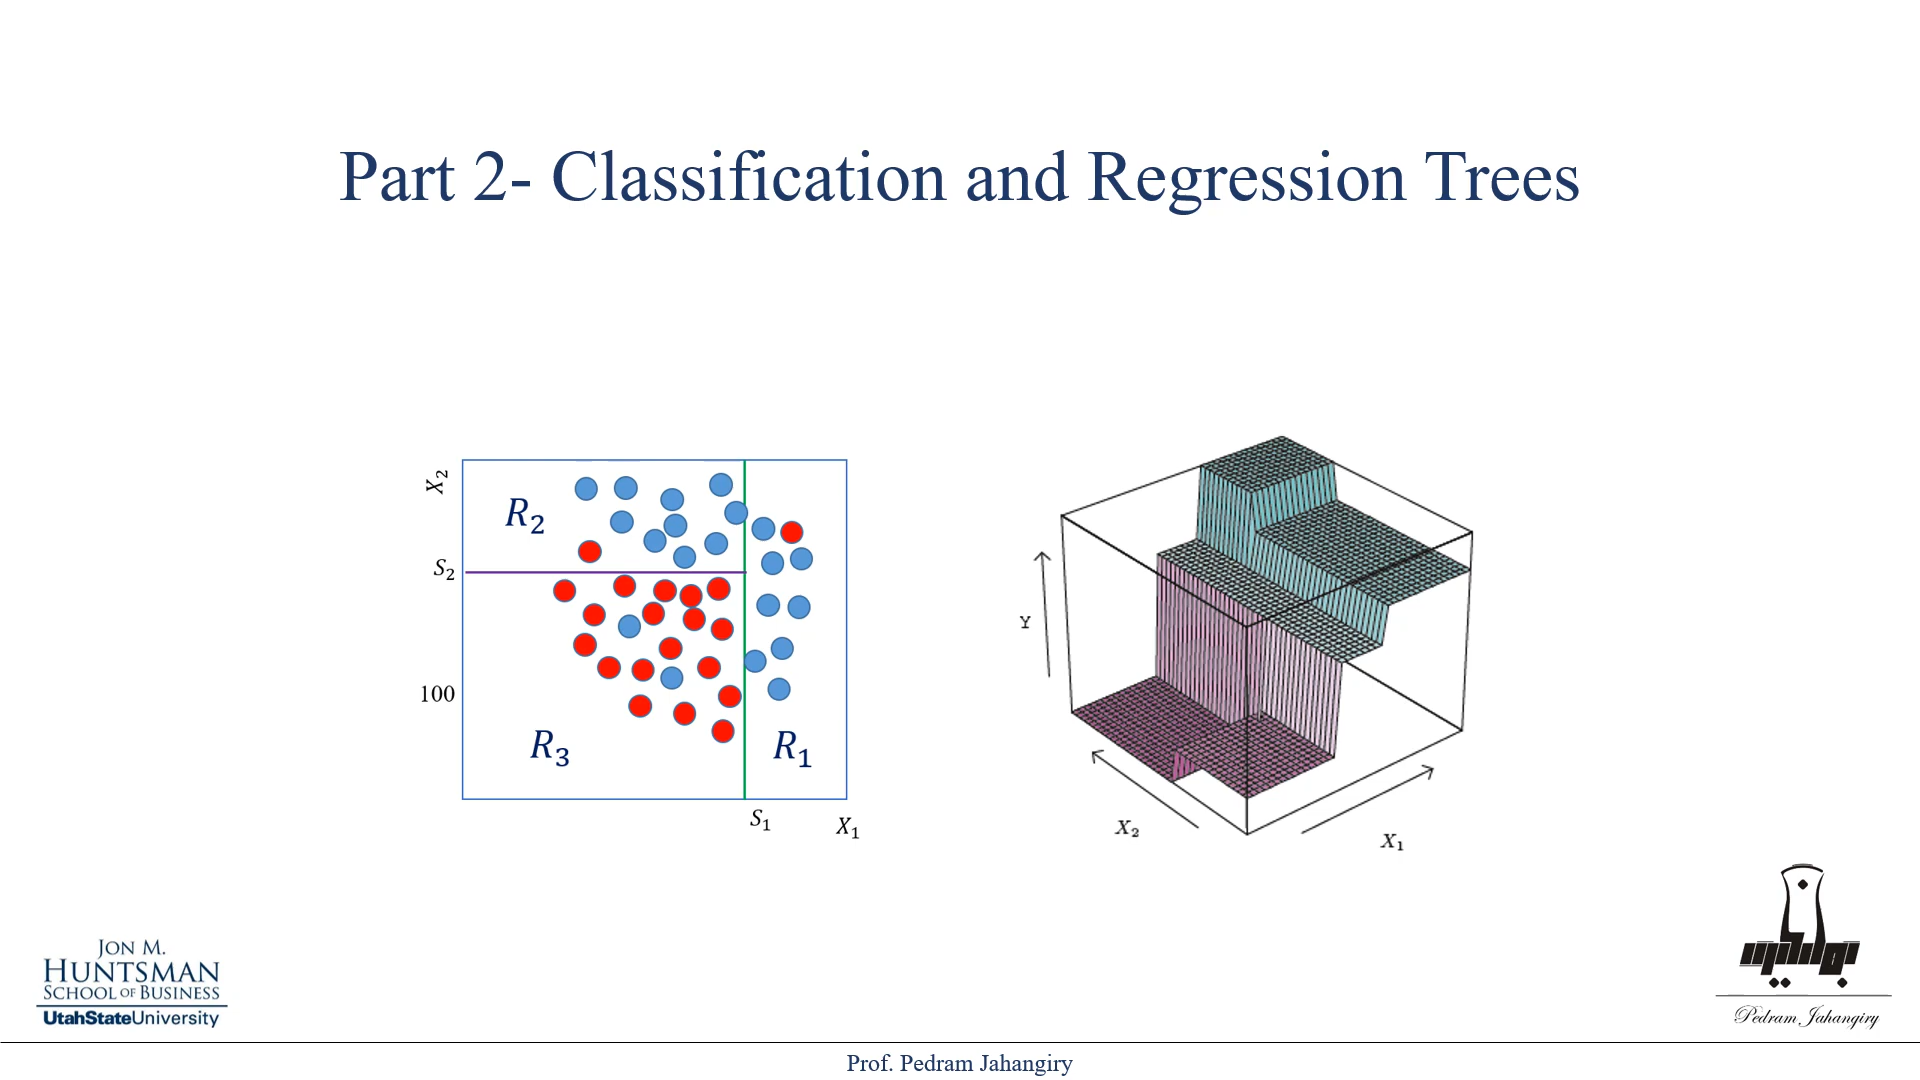 Part 2- Classification and Regression Trees
X₂
R₂
S₂
100
R₃
R₁
S₁
X₁
Y
X₂
X₁
JON M.
HUNTSMAN
SCHOOL OF BUSINESS
UtahStateUniversity
Pedram Jahangiry
Prof. Pedram Jahangiry